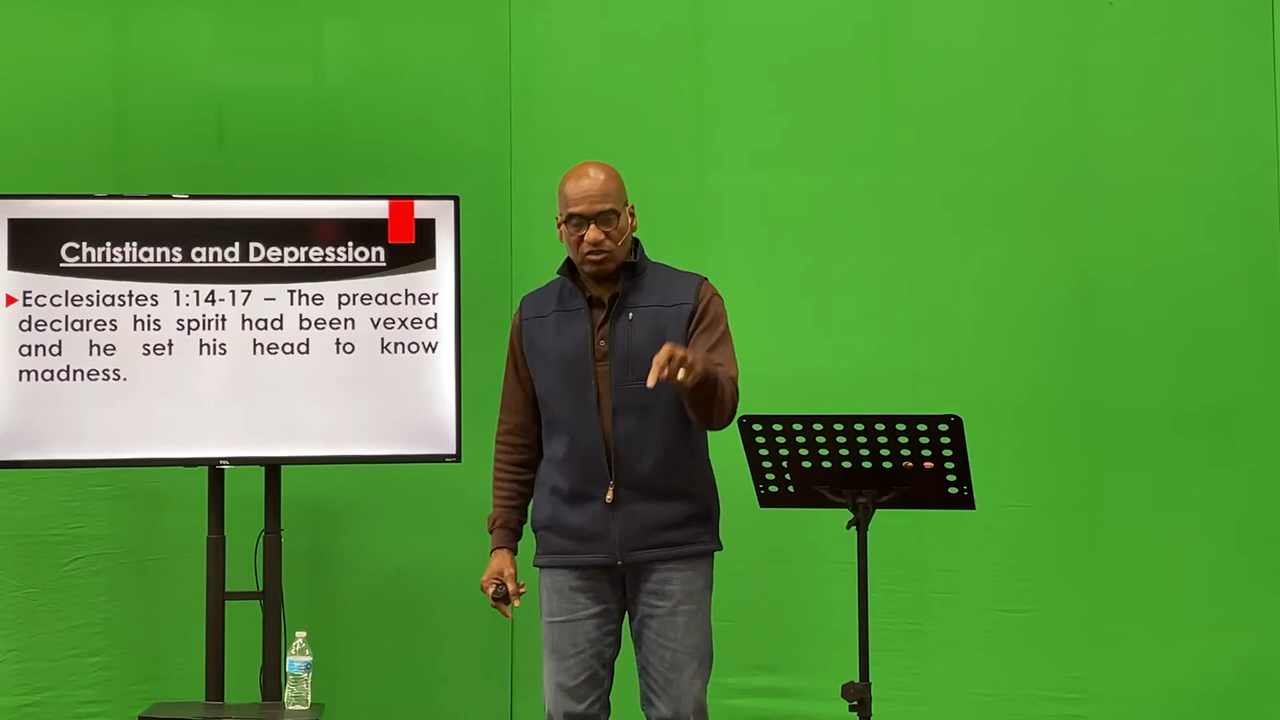 Christians and Depression
Ecclesiastes 1:14-17 – The preacher
declares his spirit had been vexed
and he set his head to know
madness.
TCL